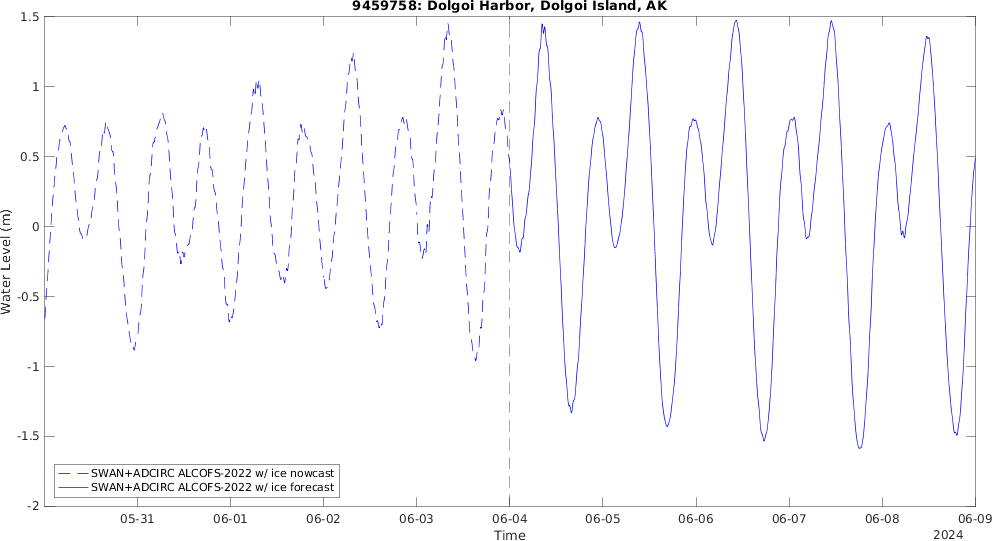 9459758: Dolgoi Harbor, Dolgoi Island, AK
1.5
1
0.5
0
-0.5
-1
-1.5
-2
Water Level (m)
SWAN+ADCIRC ALCOFS-2022 w/ ice nowcast
SWAN+ADCIRC ALCOFS-2022 w/ ice forecast
05-31 06-01 06-02 06-03 06-04 06-05 06-06 06-07 06-08 06-09
Time
2024